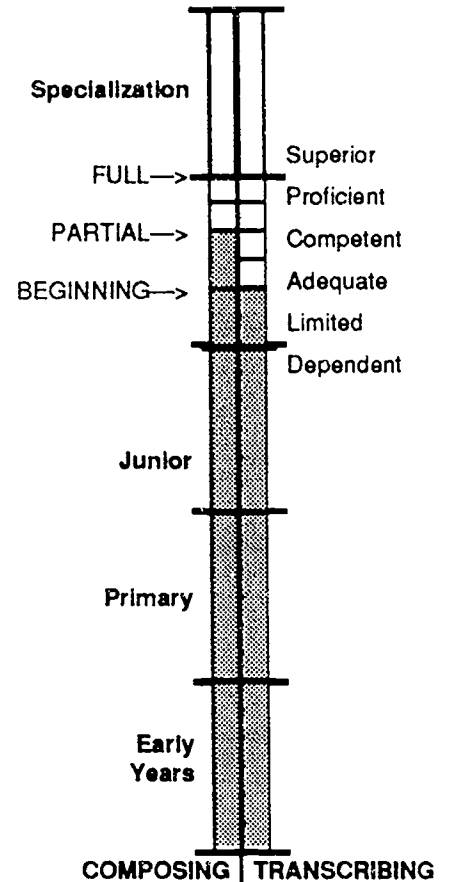 Specialization
Superior
FULL—>
Proficient
PARTIAL—>
Competent
Adequate
BEGINNING—>
Limited
Dependent
Junior
Primary
Early
Years
COMPOSING TRANSCRIBING